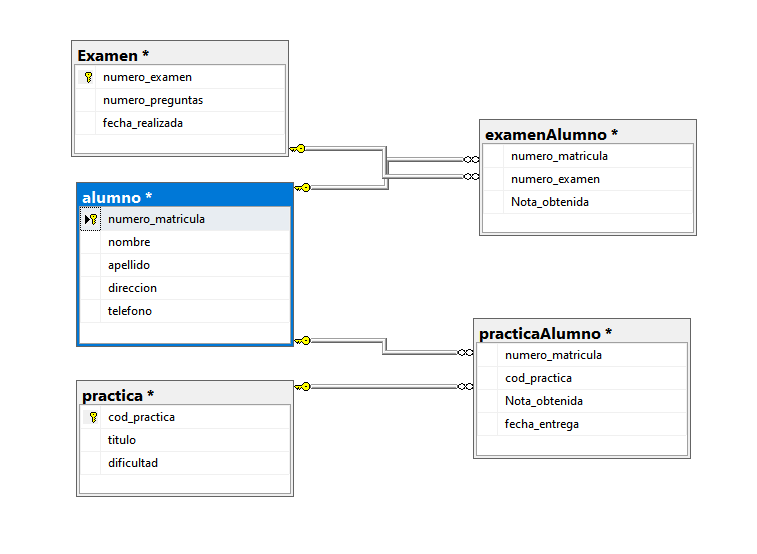 Examen *
numero_examen
numero_preguntas
fecha_realizada
alumno *
numero_matricula
nombre
apellido
direccion
telefono
practica *
cod_practica
titulo
dificultad
examenAlumno *
numero_matricula
numero_examen
Nota_obtenida
practicaAlumno *
numero_matricula
cod_practica
Nota_obtenida
fecha_entrega